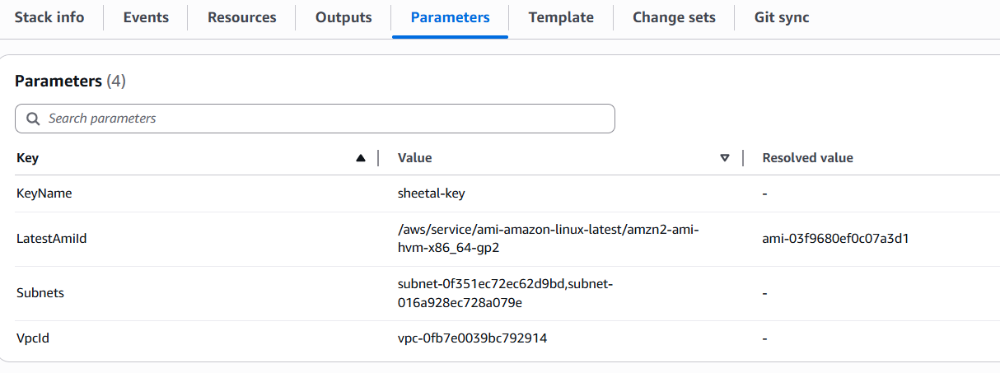 Stack info Events Resources Outputs Parameters Template Change sets Git sync
Parameters (4)
Search parameters
Key Value Resolved value
KeyName sheetal-key -
LatestAmiId /aws/service/ami-amazon-linux-latest/amzn2-ami-
hvm-x86_64-gp2 ami-03f9680ef0c07a3d1
Subnets subnet-0f351ec72ec62d9bd,subnet-
016a928ec728a079e -
VpcId vpc-0fb7e0039bc792914 -